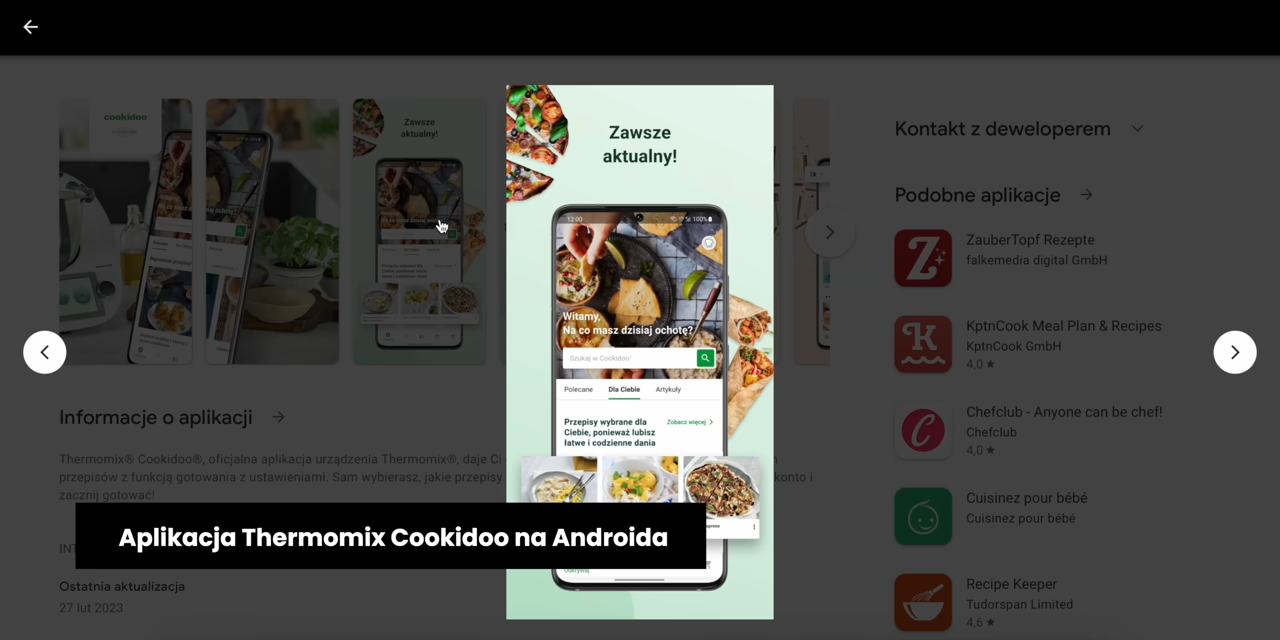 cookidoo
Zawsze
aktualny!
Zawsze
aktualny!
12:00
100%
Witamy,
Na co masz dzisiaj ochotę?
Szukaj w Cookidoo®
Polecane Dla Ciebie Artykuły
Przepisy wybrane dla
Ciebie, ponieważ lubisz
łatwe i codzienne dania
Zobacz więcej
Odkrywaj
Informacje o aplikacji
Thermomix® Cookidoo®, oficjalna aplikacja urządzenia Thermomix®, daje Ci
przepisów z funkcją gotowania z ustawieniami. Sam wybierasz, jakie przepisy konto i
zacznij gotować!
Aplikacja Thermomix Cookidoo na Androida
Ostatnia aktualizacja
27 lut 2023
Kontakt z deweloperem
Podobne aplikacje
ZauberTopf Rezepte
falkemedia digital GmbH
KptnCook Meal Plan & Recipes
KptnCook GmbH
4,0 ★
Chefclub - Anyone can be chef!
Chefclub
4,0 ★
Cuisinez pour bébé
Cuisinez pour bébé
Recipe Keeper
Tudorspan Limited
4,6 ★